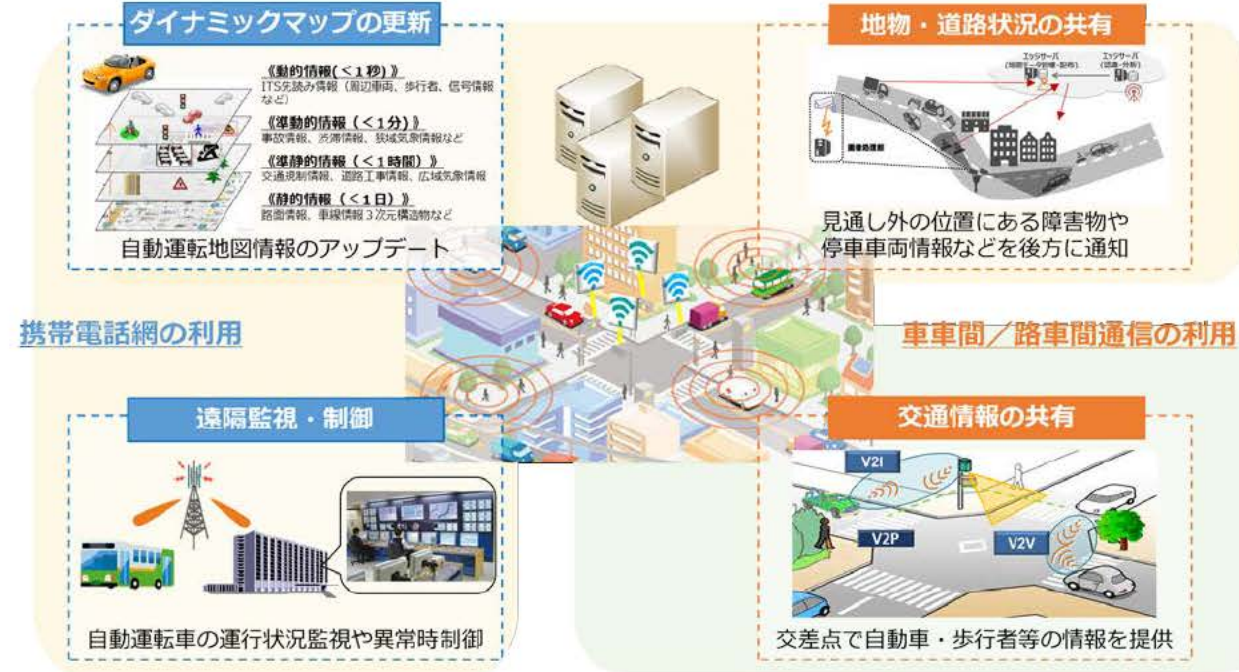 ダイナミックマップの更新
《動的情報(<1秒)》
ITS先読み情報(周辺車両、歩行者、信号情報
など)
《準動的情報(<1分)》
事故情報、渋滞情報、狭域気象情報など
《準静的情報(<1時間)》
交通規制情報、道路工事情報、広域気象情報
《静的情報(<1日)》
路面情報、車線情報3次元構造物など
自動運転地図情報のアップデート
地物・道路状況の共有
エッジサーバ
エッジサーバ
見通し外の位置にある障害物や
停車車両情報などを後方に通知
携帯電話網の利用
車車間/路車間通信の利用
遠隔監視・制御
自動運転車の運行状況監視や異常時制御
交通情報の共有
V2I
V2P
V2V
交差点で自動車・歩行者等の情報を提供